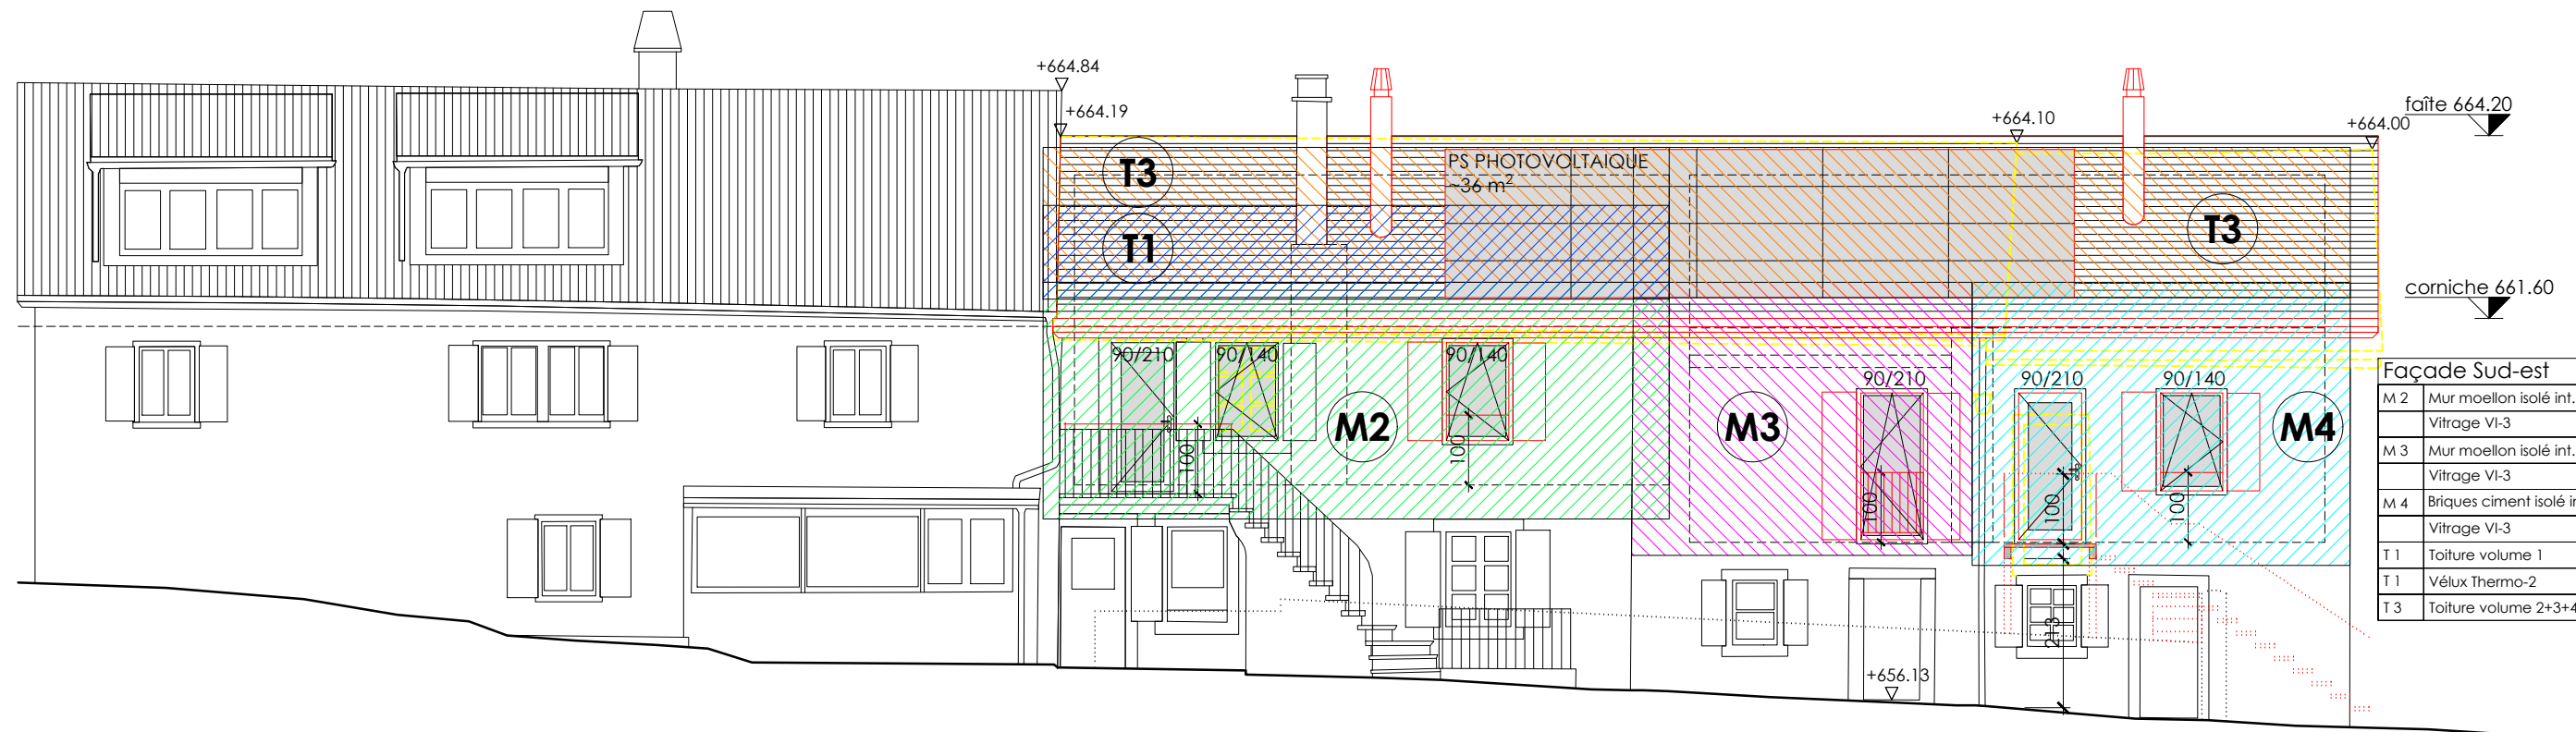 +664.84
+664.19
+664.10
+664.00
faîte 664.20
corniche 661.60
PS PHOTOVOLTAIQUE
~36 m²
T3
T1
T3
90/210
90/140
90/140
90/210
90/210
90/140
M2
M3
M4
100
100
100
100
100
213
+656.13
Façade Sud-est
M 2 Mur moellon isolé int.
Vitrage VI-3
M 3 Mur moellon isolé int.
Vitrage VI-3
M 4 Briques ciment isolé
Vitrage VI-3
T 1 Toiture volume 1
T 1 Vélux Thermo-2
T 3 Toiture volume 2+3+4